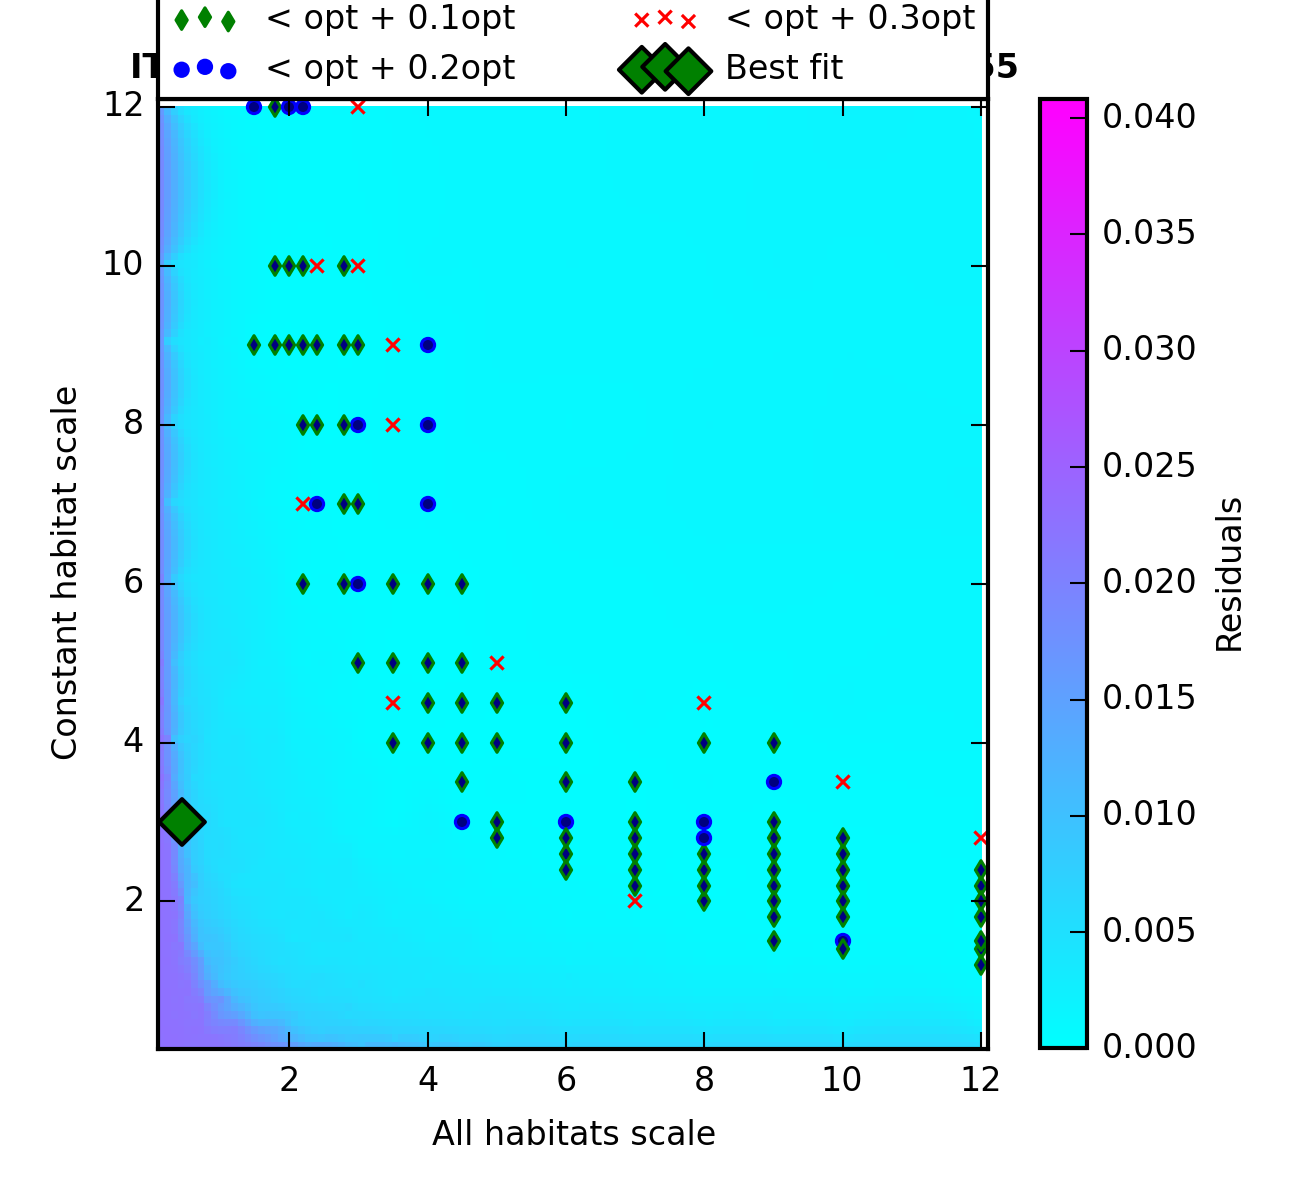 < opt + 0.1opt
< opt + 0.3opt
< opt + 0.2opt
Best fit
12
10
8
6
4
2
Constant habitat scale
2 4 6 8 10 12
All habitats scale
0.040
0.035
0.030
0.025
0.020
0.015
0.010
0.005
0.000
Residuals